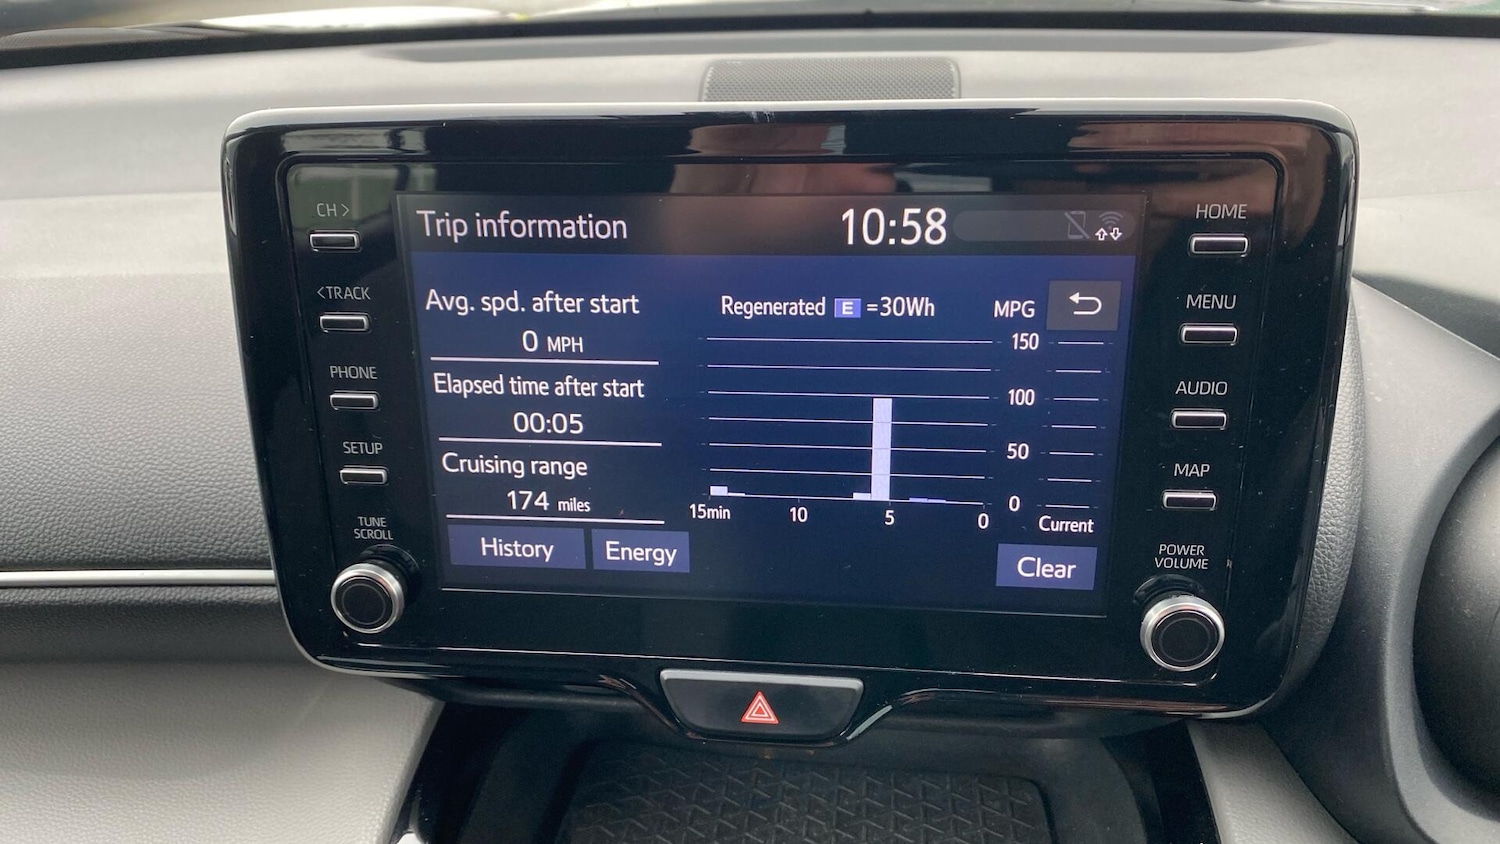 CH >
<TRACK
PHONE
SETUP
TUNE
SCROLL
Trip information
10:58
Avg. spd. after start
0 MPH
Elapsed time after start
00:05
Cruising range
174 miles
History
Energy
Regenerated E =30Wh
MPG
150
100
50
0
15min 10 5 0
Current
Clear
HOME
MENU
AUDIO
MAP
POWER
VOLUME